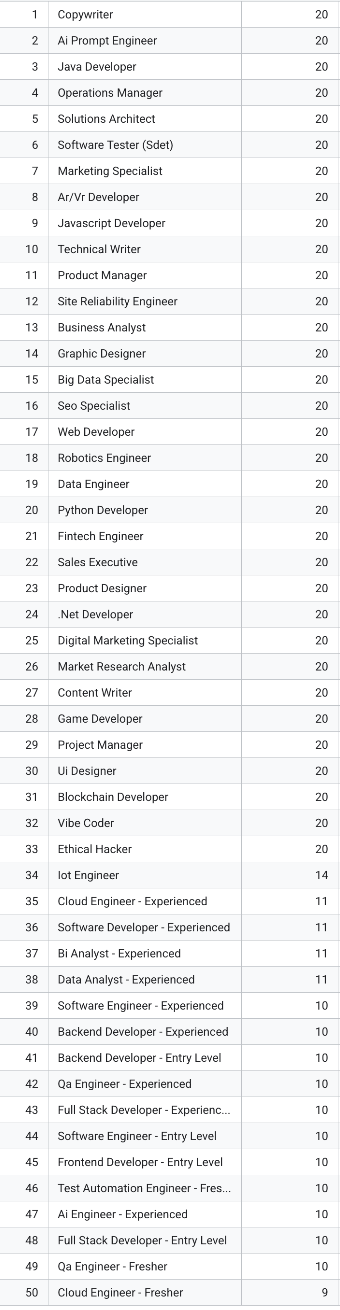 1 Copywriter 20
2 Ai Prompt Engineer 20
3 Java Developer 20
4 Operations Manager 20
5 Solutions Architect 20
6 Software Tester (Sdet) 20
7 Marketing Specialist 20
8 Ar/Vr Developer 20
9 Javascript Developer 20
10 Technical Writer 20
11 Product Manager 20
12 Site Reliability Engineer 20
13 Business Analyst 20
14 Graphic Designer 20
15 Big Data Specialist 20
16 Seo Specialist 20
17 Web Developer 20
18 Robotics Engineer 20
19 Data Engineer 20
20 Python Developer 20
21 Fintech Engineer 20
22 Sales Executive 20
23 Product Designer 20
24 .Net Developer 20
25 Digital Marketing Specialist 20
26 Market Research Analyst 20
27 Content Writer 20
28 Game Developer 20
29 Project Manager 20
30 Ui Designer 20
31 Blockchain Developer 20
32 Vibe Coder 20
33 Ethical Hacker 20
34 Iot Engineer 14
35 Cloud Engineer - Experienced 11
36 Software Developer - Experienced 11
37 Bi Analyst - Experienced 11
38 Data Analyst - Experienced 11
39 Software Engineer - Experienced 10
40 Backend Developer - Experienced 10
41 Backend Developer - Entry Level 10
42 Qa Engineer - Experienced 10
43 Full Stack Developer - Experienc... 10
44 Software Engineer - Entry Level 10
45 Frontend Developer - Entry Level 10
46 Test Automation Engineer - Fres... 10
47 Ai Engineer - Experienced 10
48 Full Stack Developer - Entry Level 10
49 Qa Engineer - Fresher 10
50 Cloud Engineer - Fresher 9